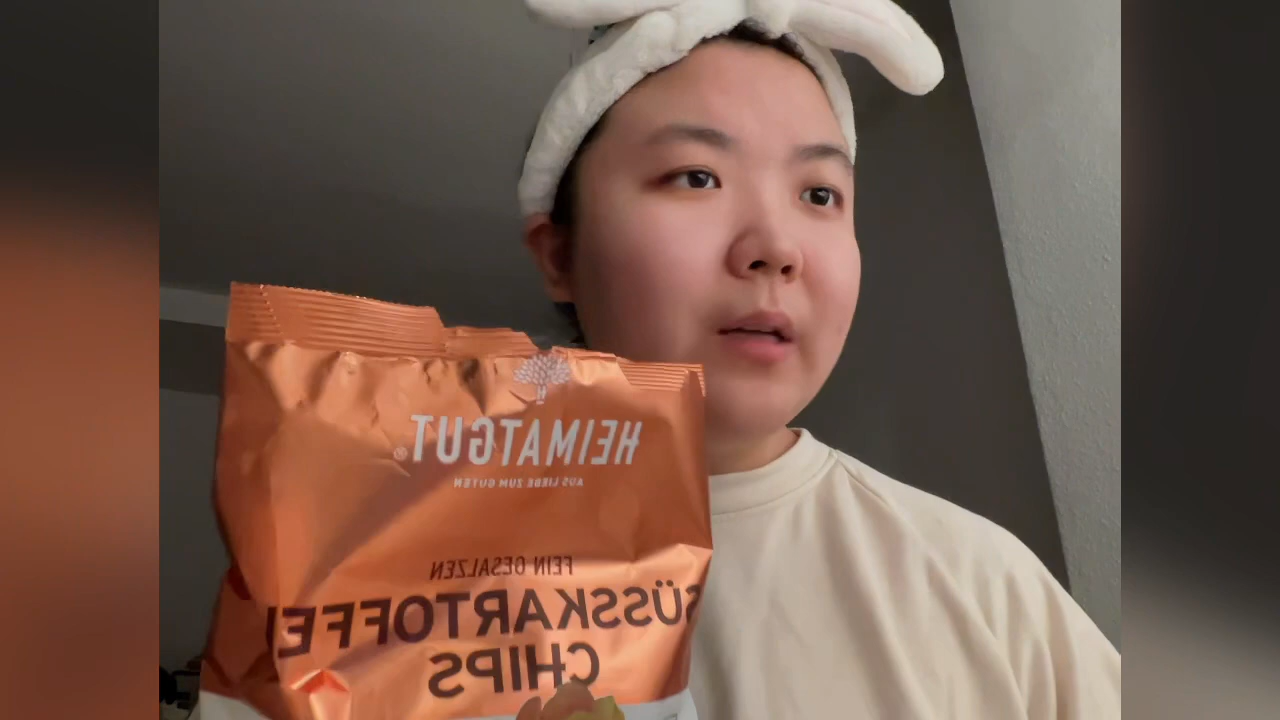 HEIMATGUT®
AUS LIEBE ZUM GUTEN
FEIN GESALZEN
SÜSSKARTOFFEL
CHIPS